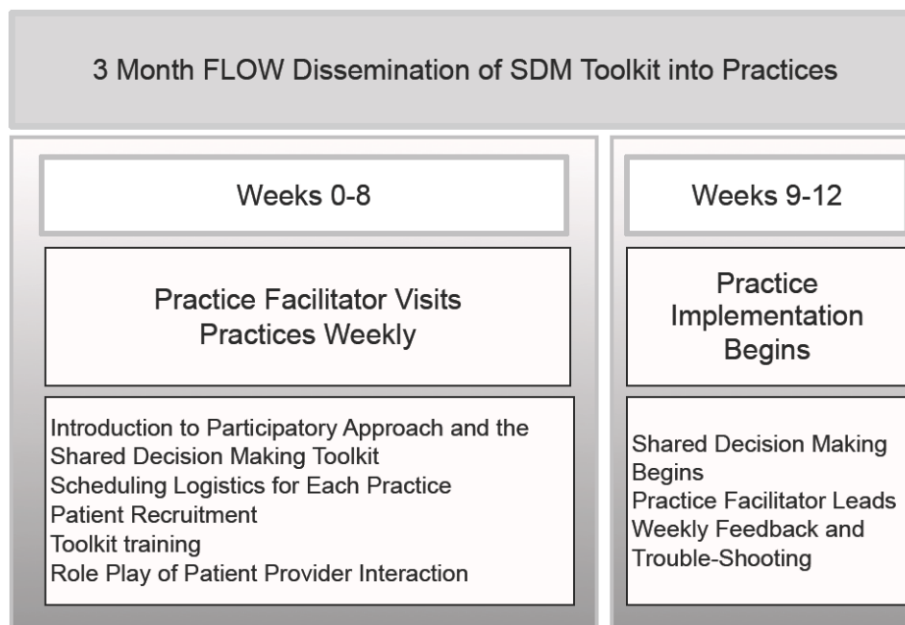 3 Month FLOW Dissemination of SDM Toolkit into Practices
Weeks 0-8
Practice Facilitator Visits
Practices Weekly
Introduction to Participatory Approach and the
Shared Decision Making Toolkit
Scheduling Logistics for Each Practice
Patient Recruitment
Toolkit training
Role Play of Patient Provider Interaction
Weeks 9-12
Practice
Implementation
Begins
Shared Decision Making
Begins
Practice Facilitator Leads
Weekly Feedback and
Trouble-Shooting